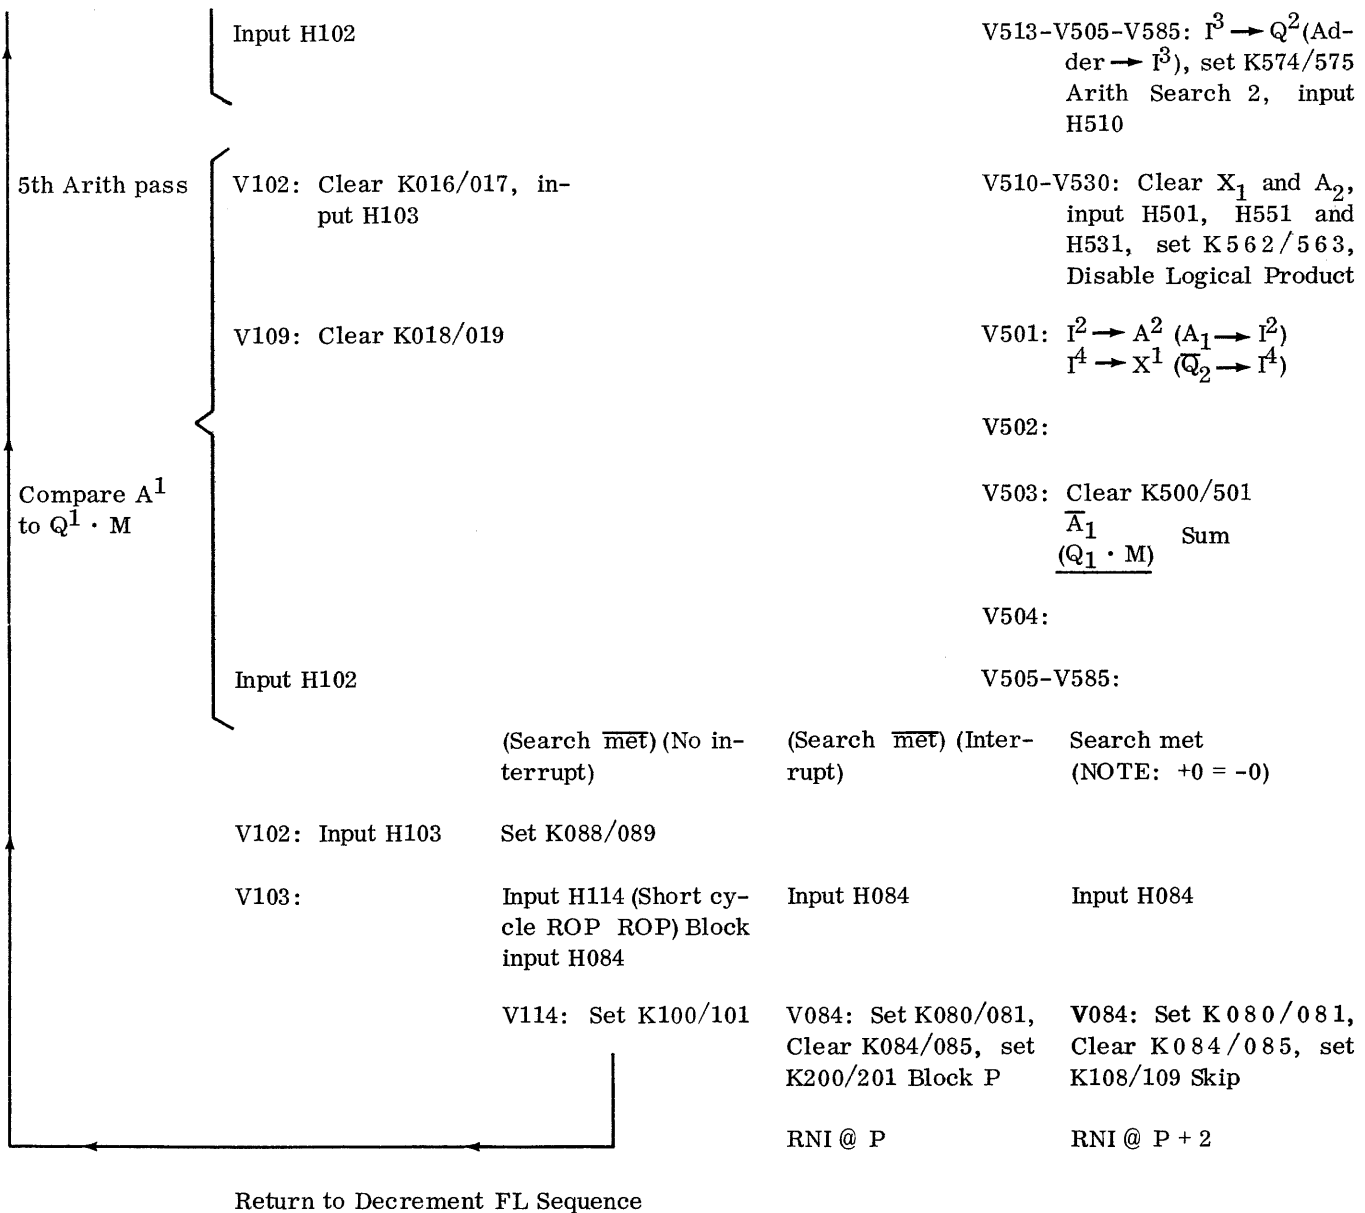 Input H102
V513-V505-V585: I³ → Q² (Ad-
der → I³), set K574/575
Arith Search 2, input
H510
5th Arith pass
V102: Clear K016/017, in-
put H103
V510-V530: Clear X₁ and A₂,
input H501, H551 and
H531, set K562/563,
Disable Logical Product
V109: Clear K018/019
V501: I² → A² (A₁ → I²)
I⁴ → X¹ (Q̅₂ → I⁴)
V502:
Compare A¹
to Q¹ · M
V503: Clear K500/501
A̅₁
Sum
(Q₁ · M)
V504:
Input H102
V505-V585:
(Search m̅e̅t̅) (No in-
terrupt)
(Search m̅e̅t̅) (Inter-
rupt)
Search met
(NOTE: +0 = -0)
V102: Input H103
Set K088/089
V103:
Input H114 (Short cy-
cle ROP ROP) Block
input H084
Input H084
Input H084
V114: Set K100/101
V084: Set K080/081,
Clear K084/085, set
K200/201 Block P
V084: Set K080/081,
Clear K084/085, set
K108/109 Skip
RNI @ P
RNI @ P + 2
Return to Decrement FL Sequence